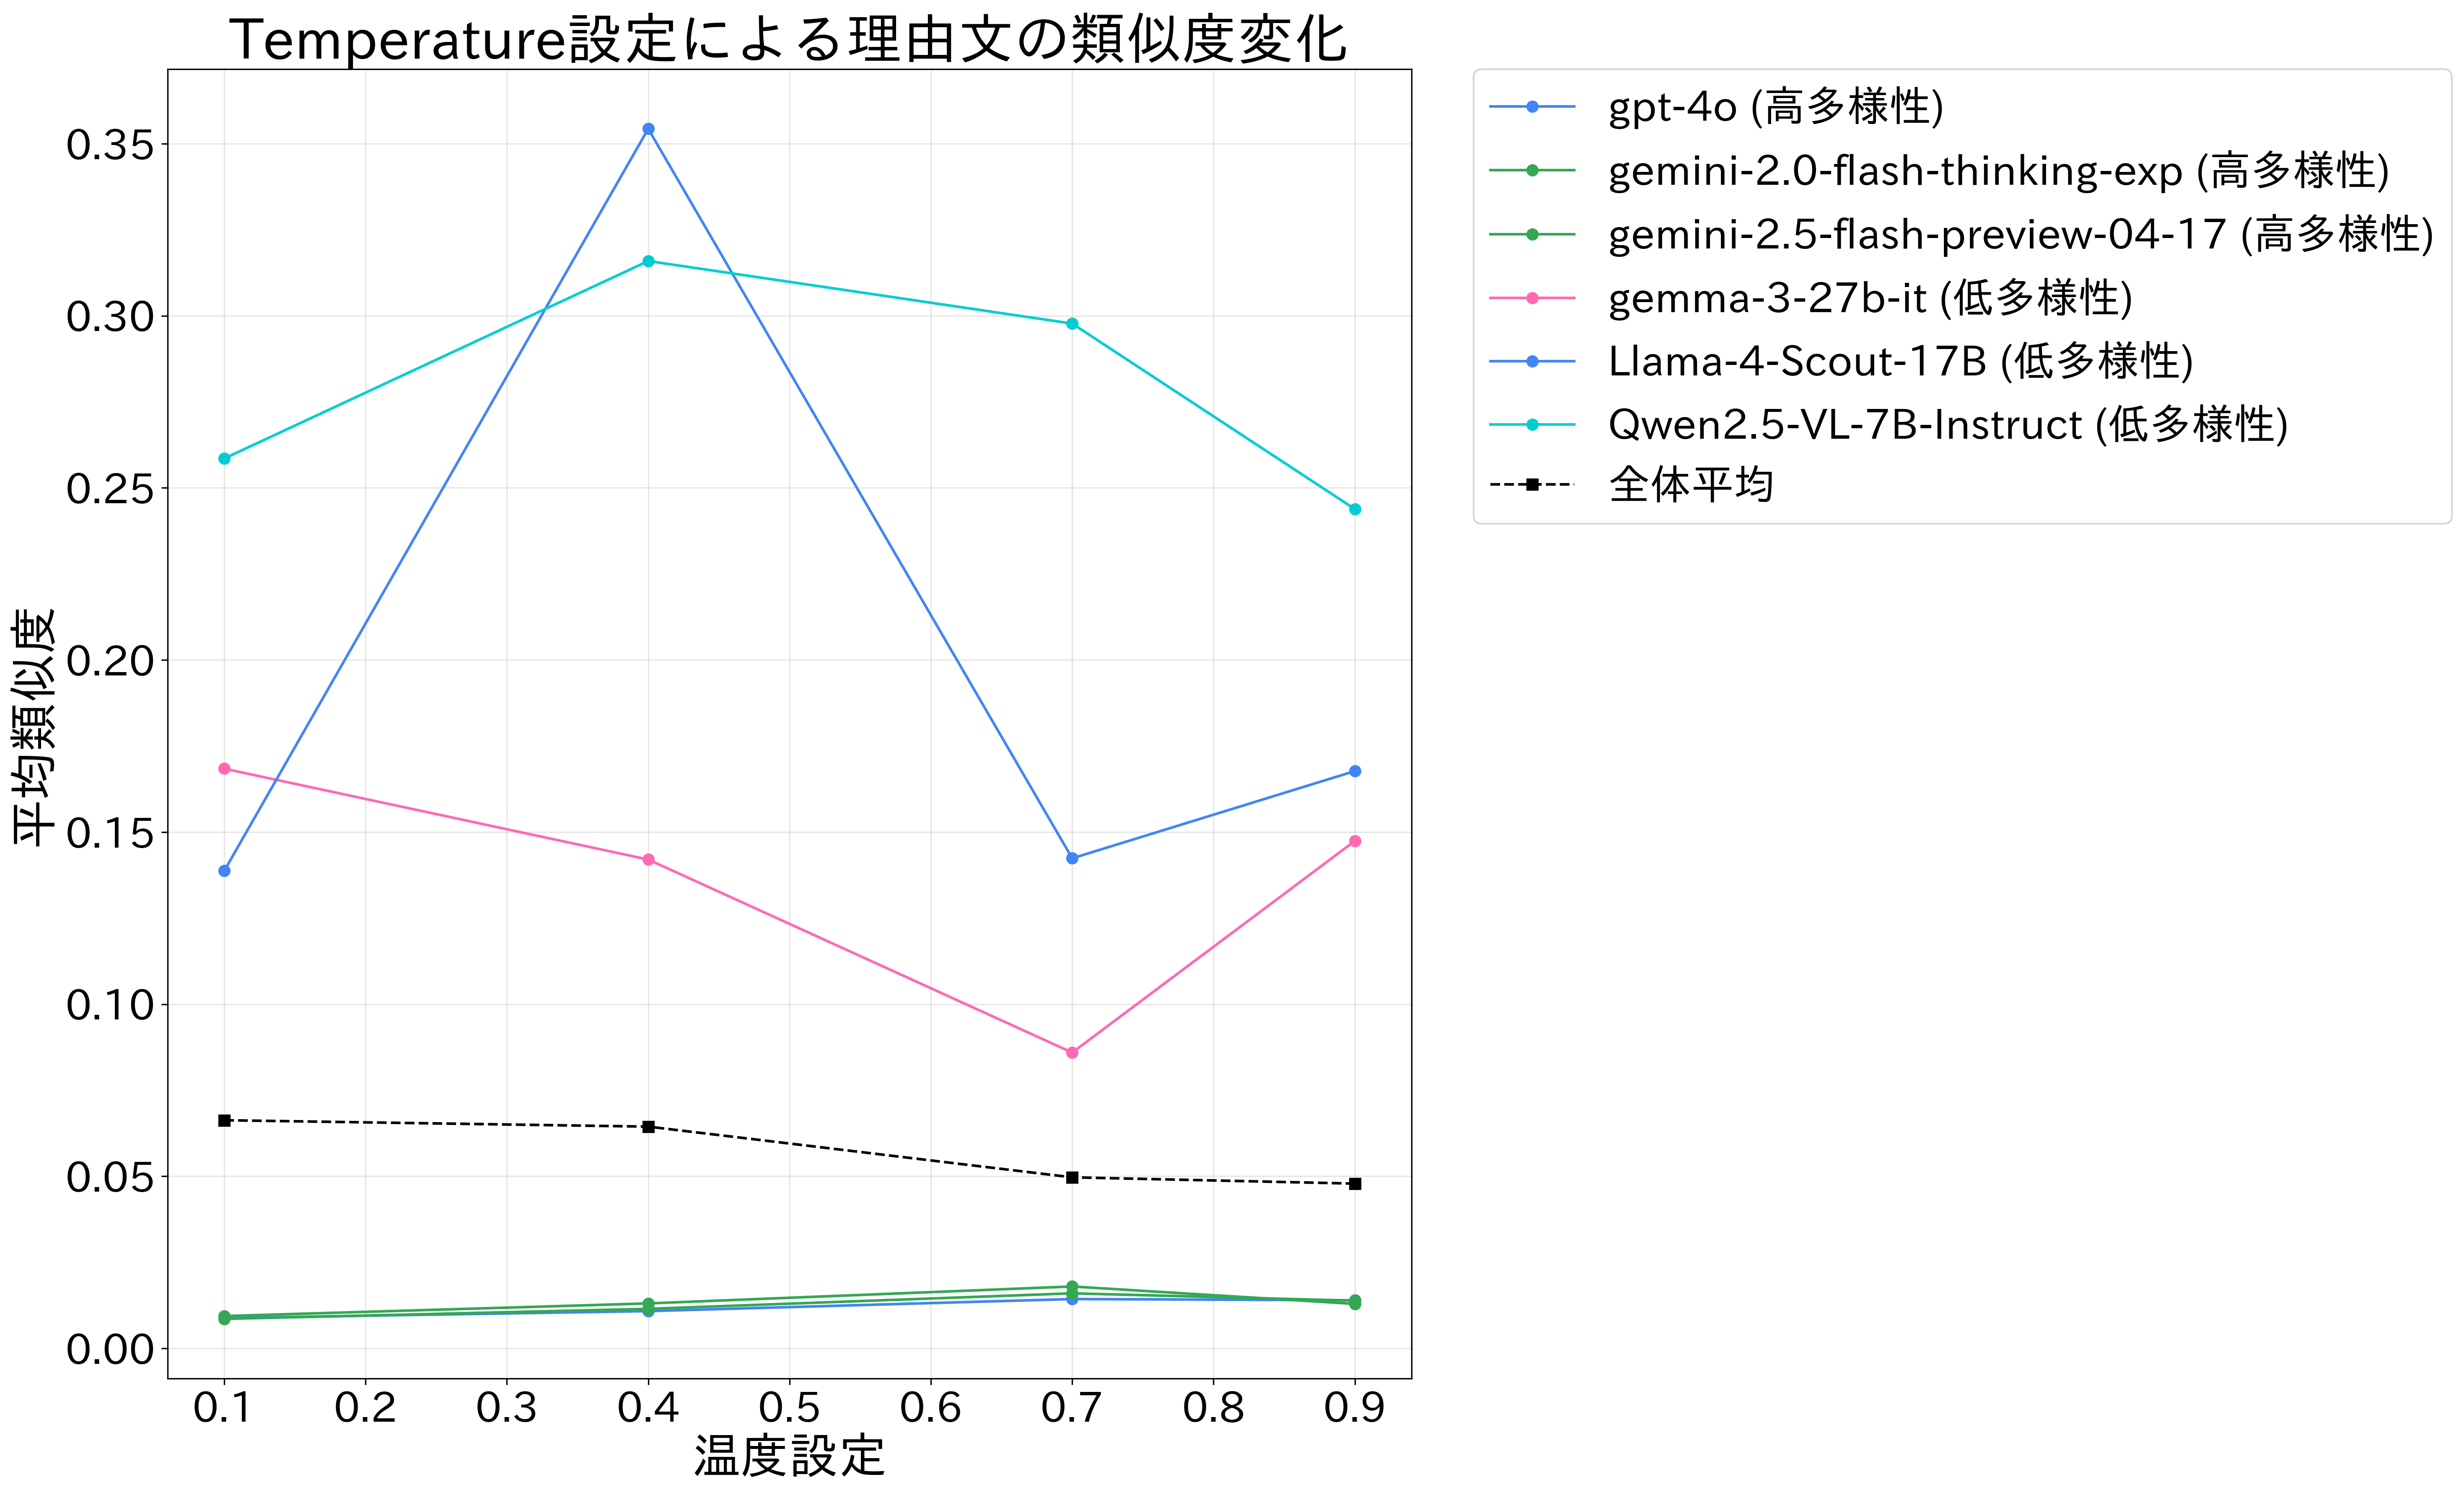 Temperature設定による理由文の類似度変化
平均類似度
0.35
0.30
0.25
0.20
0.15
0.10
0.05
0.00
0.1 0.2 0.3 0.4 0.5 0.6 0.7 0.8 0.9
温度設定
gpt-4o (高多様性)
gemini-2.0-flash-thinking-exp (高多様性)
gemini-2.5-flash-preview-04-17 (高多様性)
gemma-3-27b-it (低多様性)
Llama-4-Scout-17B (低多様性)
Qwen2.5-VL-7B-Instruct (低多様性)
全体平均